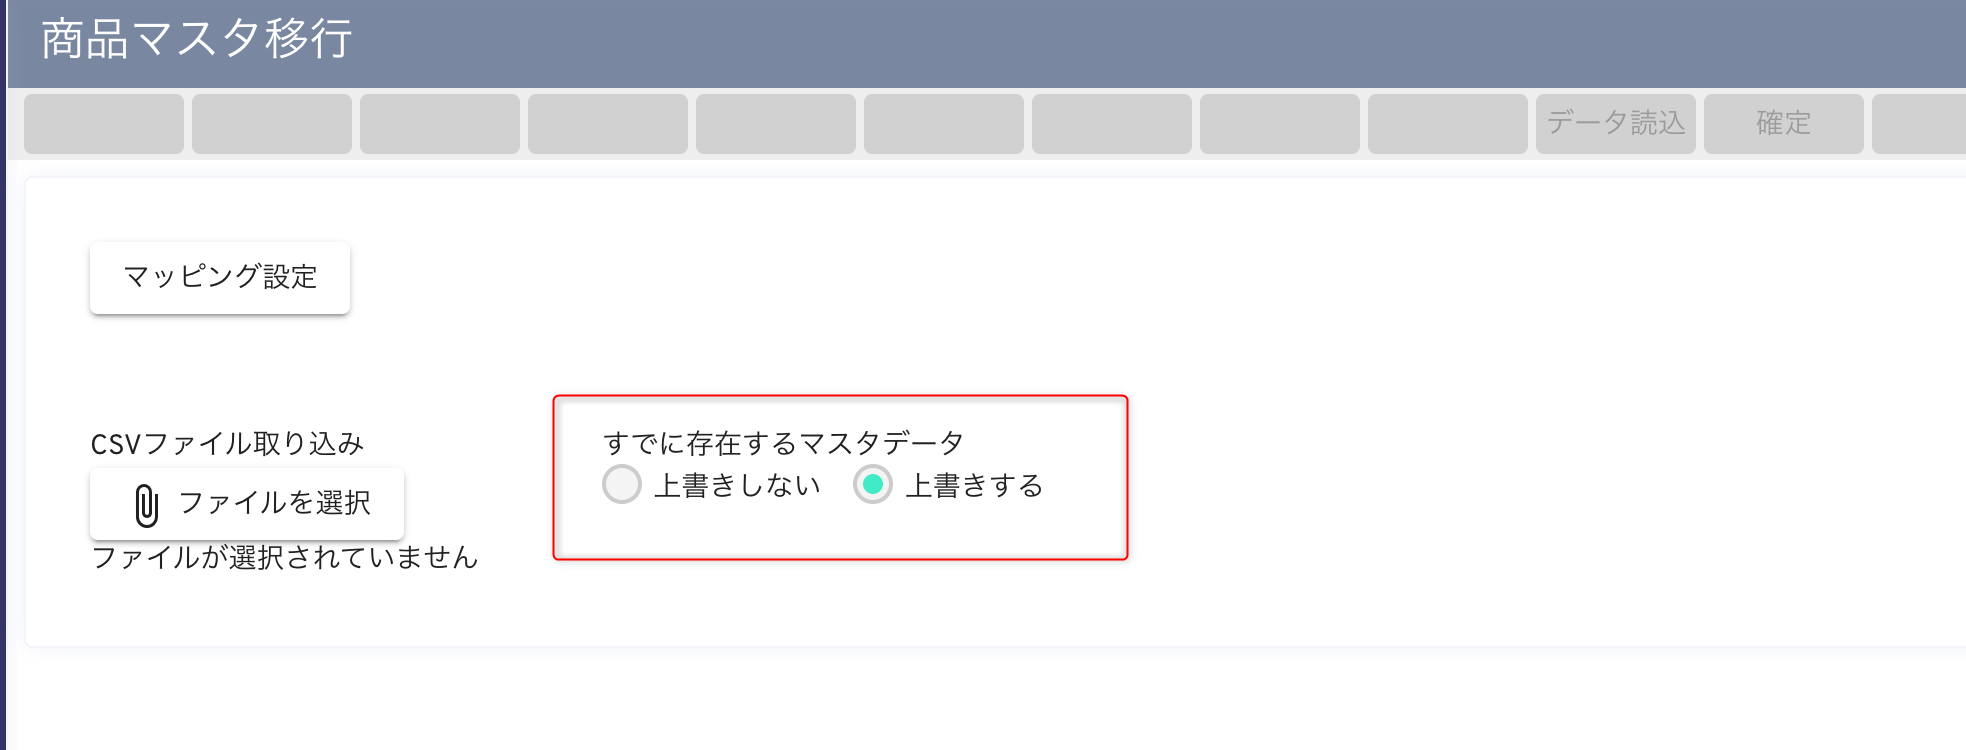 商品マスタ移行
データ読込 確定
マッピング設定
CSVファイル取り込み
ファイルを選択
ファイルが選択されていません
すでに存在するマスタデータ
上書きしない 上書きする